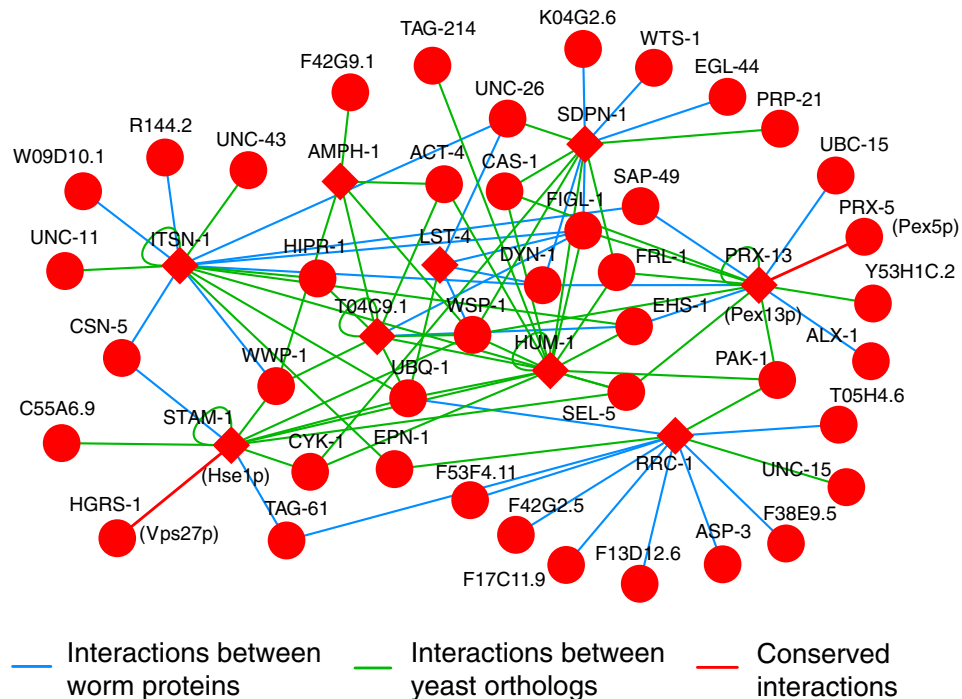 K04G2.6
TAG-214
WTS-1
F42G9.1
EGL-44
UNC-26
SDPN-1
PRP-21
R144.2
UNC-43
AMPH-1
ACT-4
CAS-1
UBC-15
W09D10.1
SAP-49
FIGL-1
PRX-5
(Pex5p)
UNC-11
ITSN-1
HIPR-1
LST-4
DYN-1
FRL-1
PRX-13
Y53H1C.2
T04C9.1
WSP-1
EHS-1
(Pex13p)
CSN-5
HUM-1
ALX-1
WWP-1
UBQ-1
PAK-1
C55A6.9
STAM-1
SEL-5
T05H4.6
CYK-1
EPN-1
(Hse1p)
F53F4.11
RRC-1
UNC-15
HGRS-1
(Vps27p)
TAG-61
F42G2.5
F38E9.5
ASP-3
F17C11.9
F13D12.6
Interactions between
worm proteins
Interactions between
yeast orthologs
Conserved
interactions